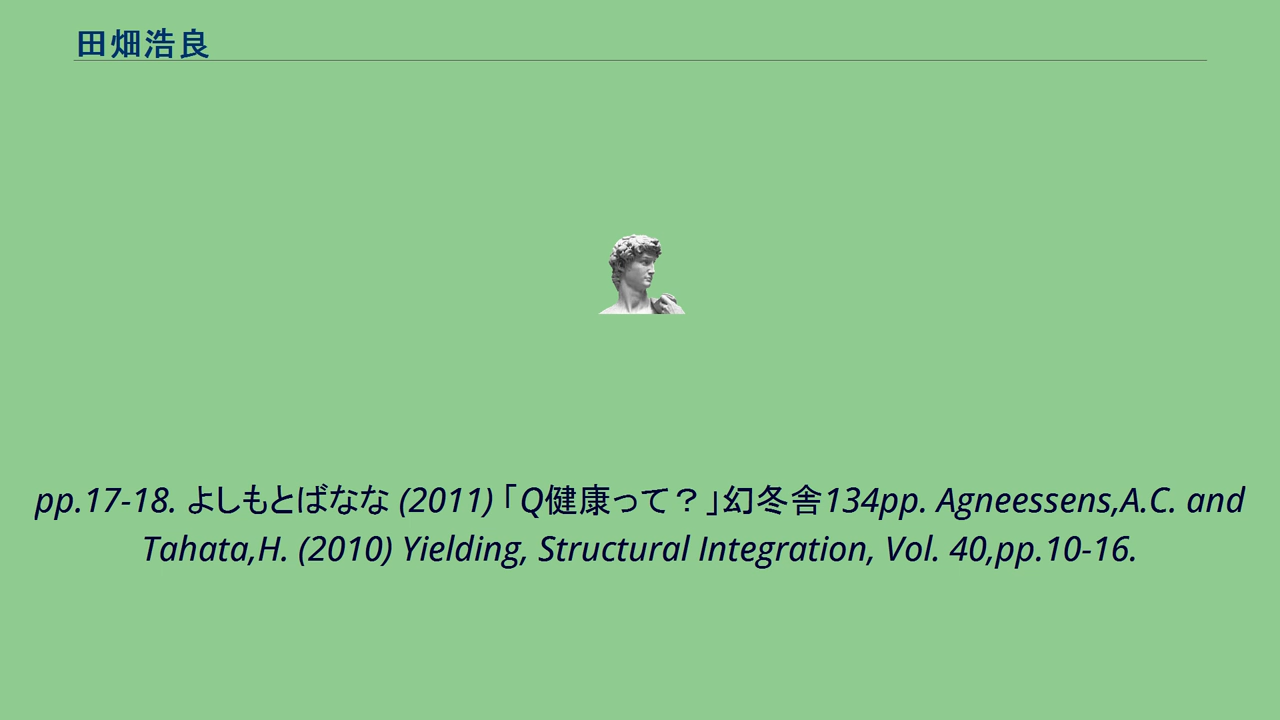 田畑浩良
pp.17-18. よしもとばなな (2011) 「Q健康って？」幻冬舎134pp. Agneessens,A.C. and
Tahata,H. (2010) Yielding, Structural Integration, Vol. 40,pp.10-16.